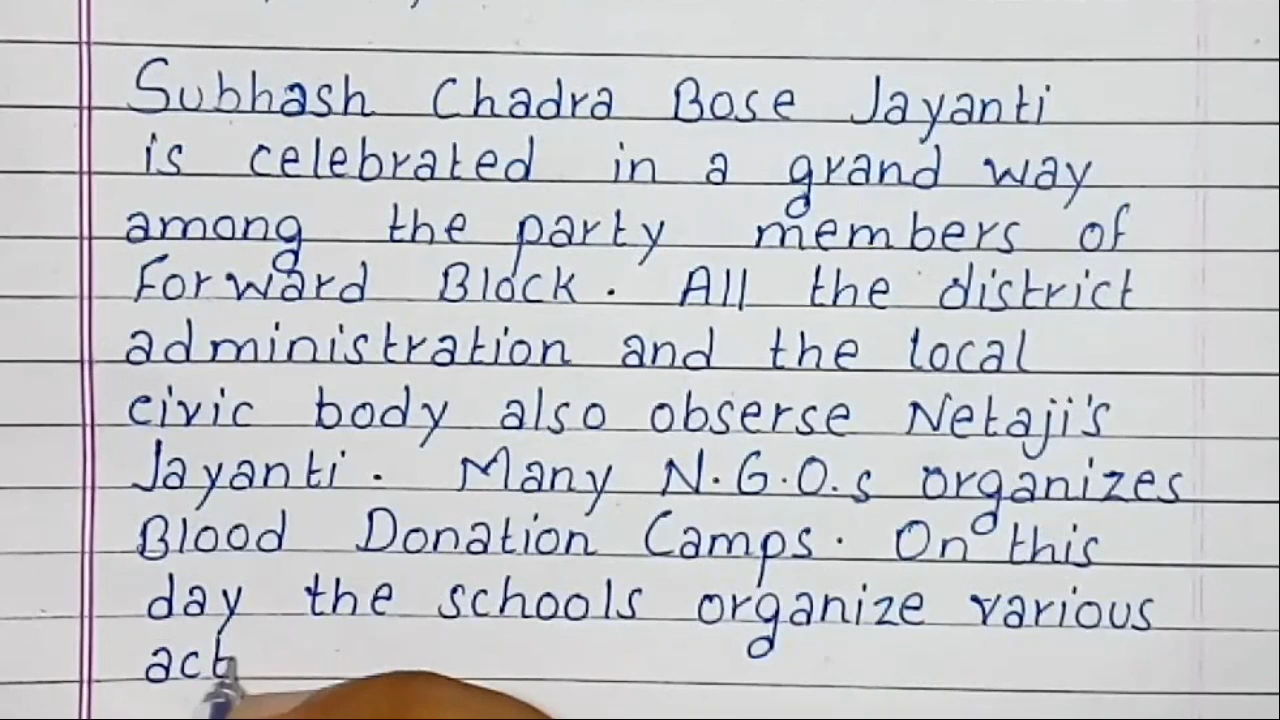 Subhash Chadra Bose Jayanti
is celebrated in a grand way
among the party members of
Forward Block. All the district
administration and the local
civic body also obserse Netaji's
Jayanti. Many N.G.O.s organizes
Blood Donation Camps. On this
day the schools organize various
act